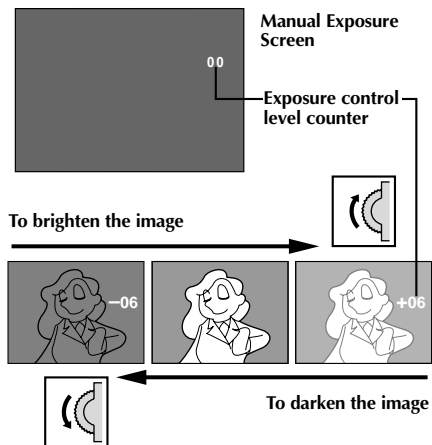 Manual Exposure
Screen
00
Exposure control
level counter
To brighten the image
–06
+06
To darken the image